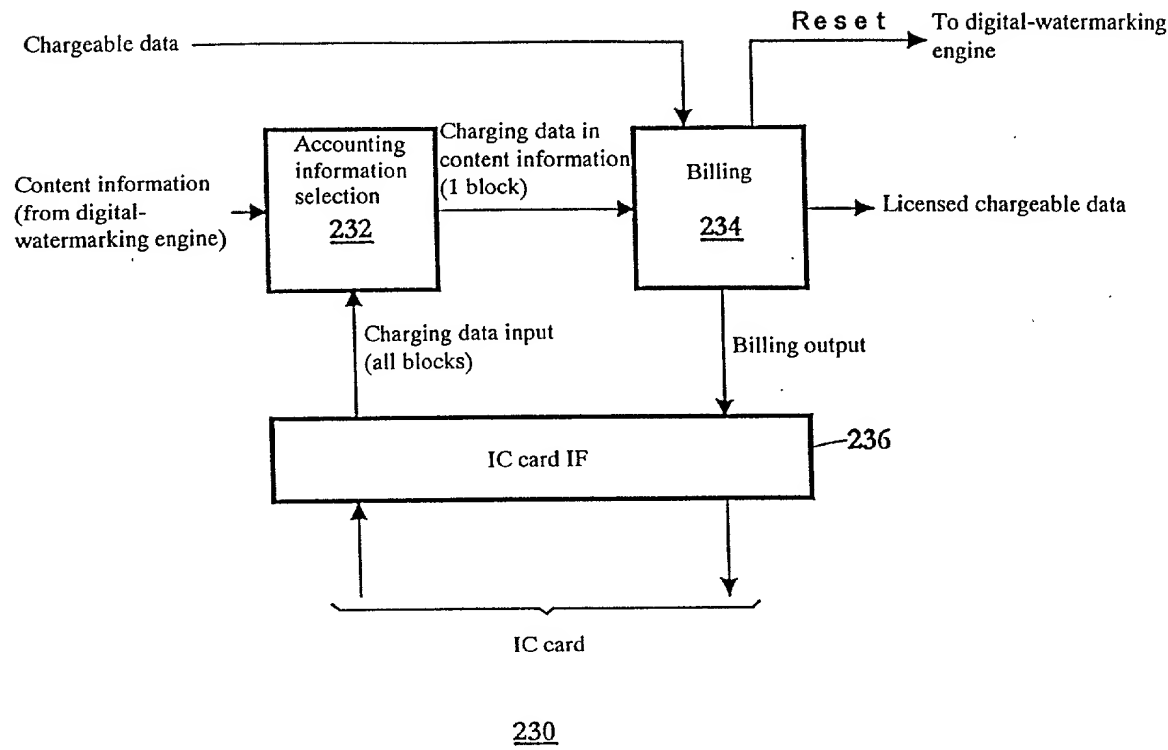 Reset
To digital-watermarking
engine
Chargeable data
Accounting
information
selection
232
Charging data in
content information
(1 block)
Billing
234
Content information
(from digital-
watermarking engine)
Licensed chargeable data
Charging data input
(all blocks)
Billing output
IC card IF
236
IC card
230